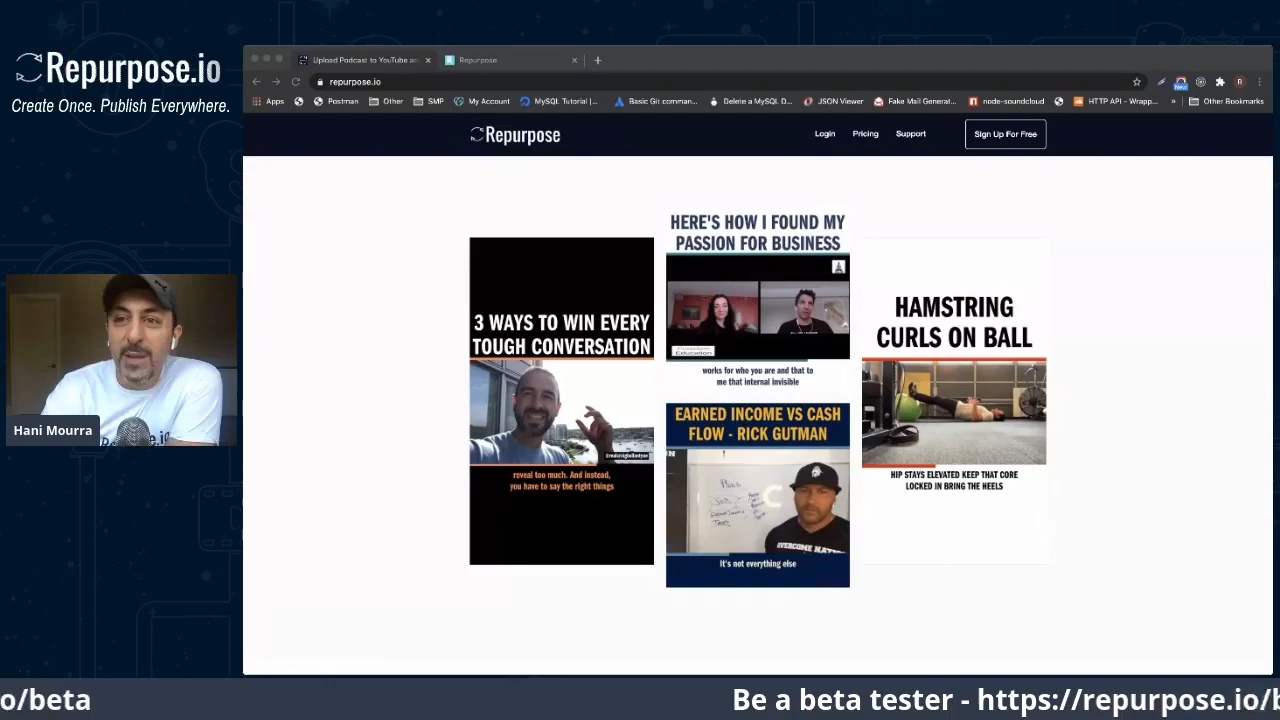 Repurpose.io
Create Once. Publish Everywhere.
Upload Podcast to YouTube an
Repurpose
repurpose.io
New
n
Apps
Postman
Other
SMP
My Account
MySQL Tutorial |...
Basic Git comman...
Delete a MySQL D...
JSON Viewer
Fake Mail Generat...
node-soundcloud
HTTP API - Wrapp...
»
Other Bookmarks
Repurpose
Login
Pricing
Support
Sign Up For Free
3 WAYS TO WIN EVERY
TOUGH CONVERSATION
reveal too much. And instead,
you have to say the right things
HERE'S HOW I FOUND MY
PASSION FOR BUSINESS
Education
works for who you are and that to
me that internal invisible
EARNED INCOME VS CASH
FLOW - RICK GUTMAN
OVERCOME
It's not everything else
HAMSTRING
CURLS ON BALL
HIP STAYS ELEVATED KEEP THAT CORE
LOCKED IN BRING THE HEELS
Hani Mourra
o/beta
Be a beta tester - https://repurpose.io/b